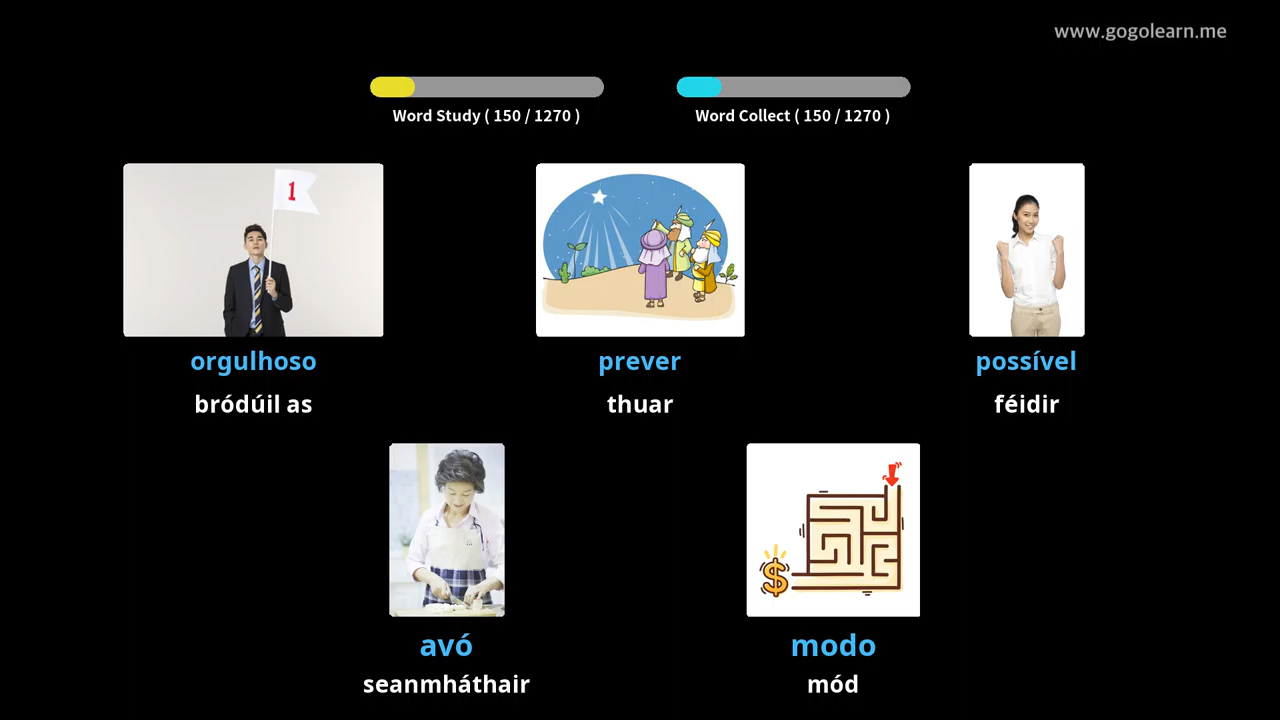 www.gogolearn.me
Word Study ( 150 / 1270 )
Word Collect ( 150 / 1270 )
1
orgulhoso
bródúil as
prever
thuar
possível
féidir
$
avó
seanmháthair
modo
mód